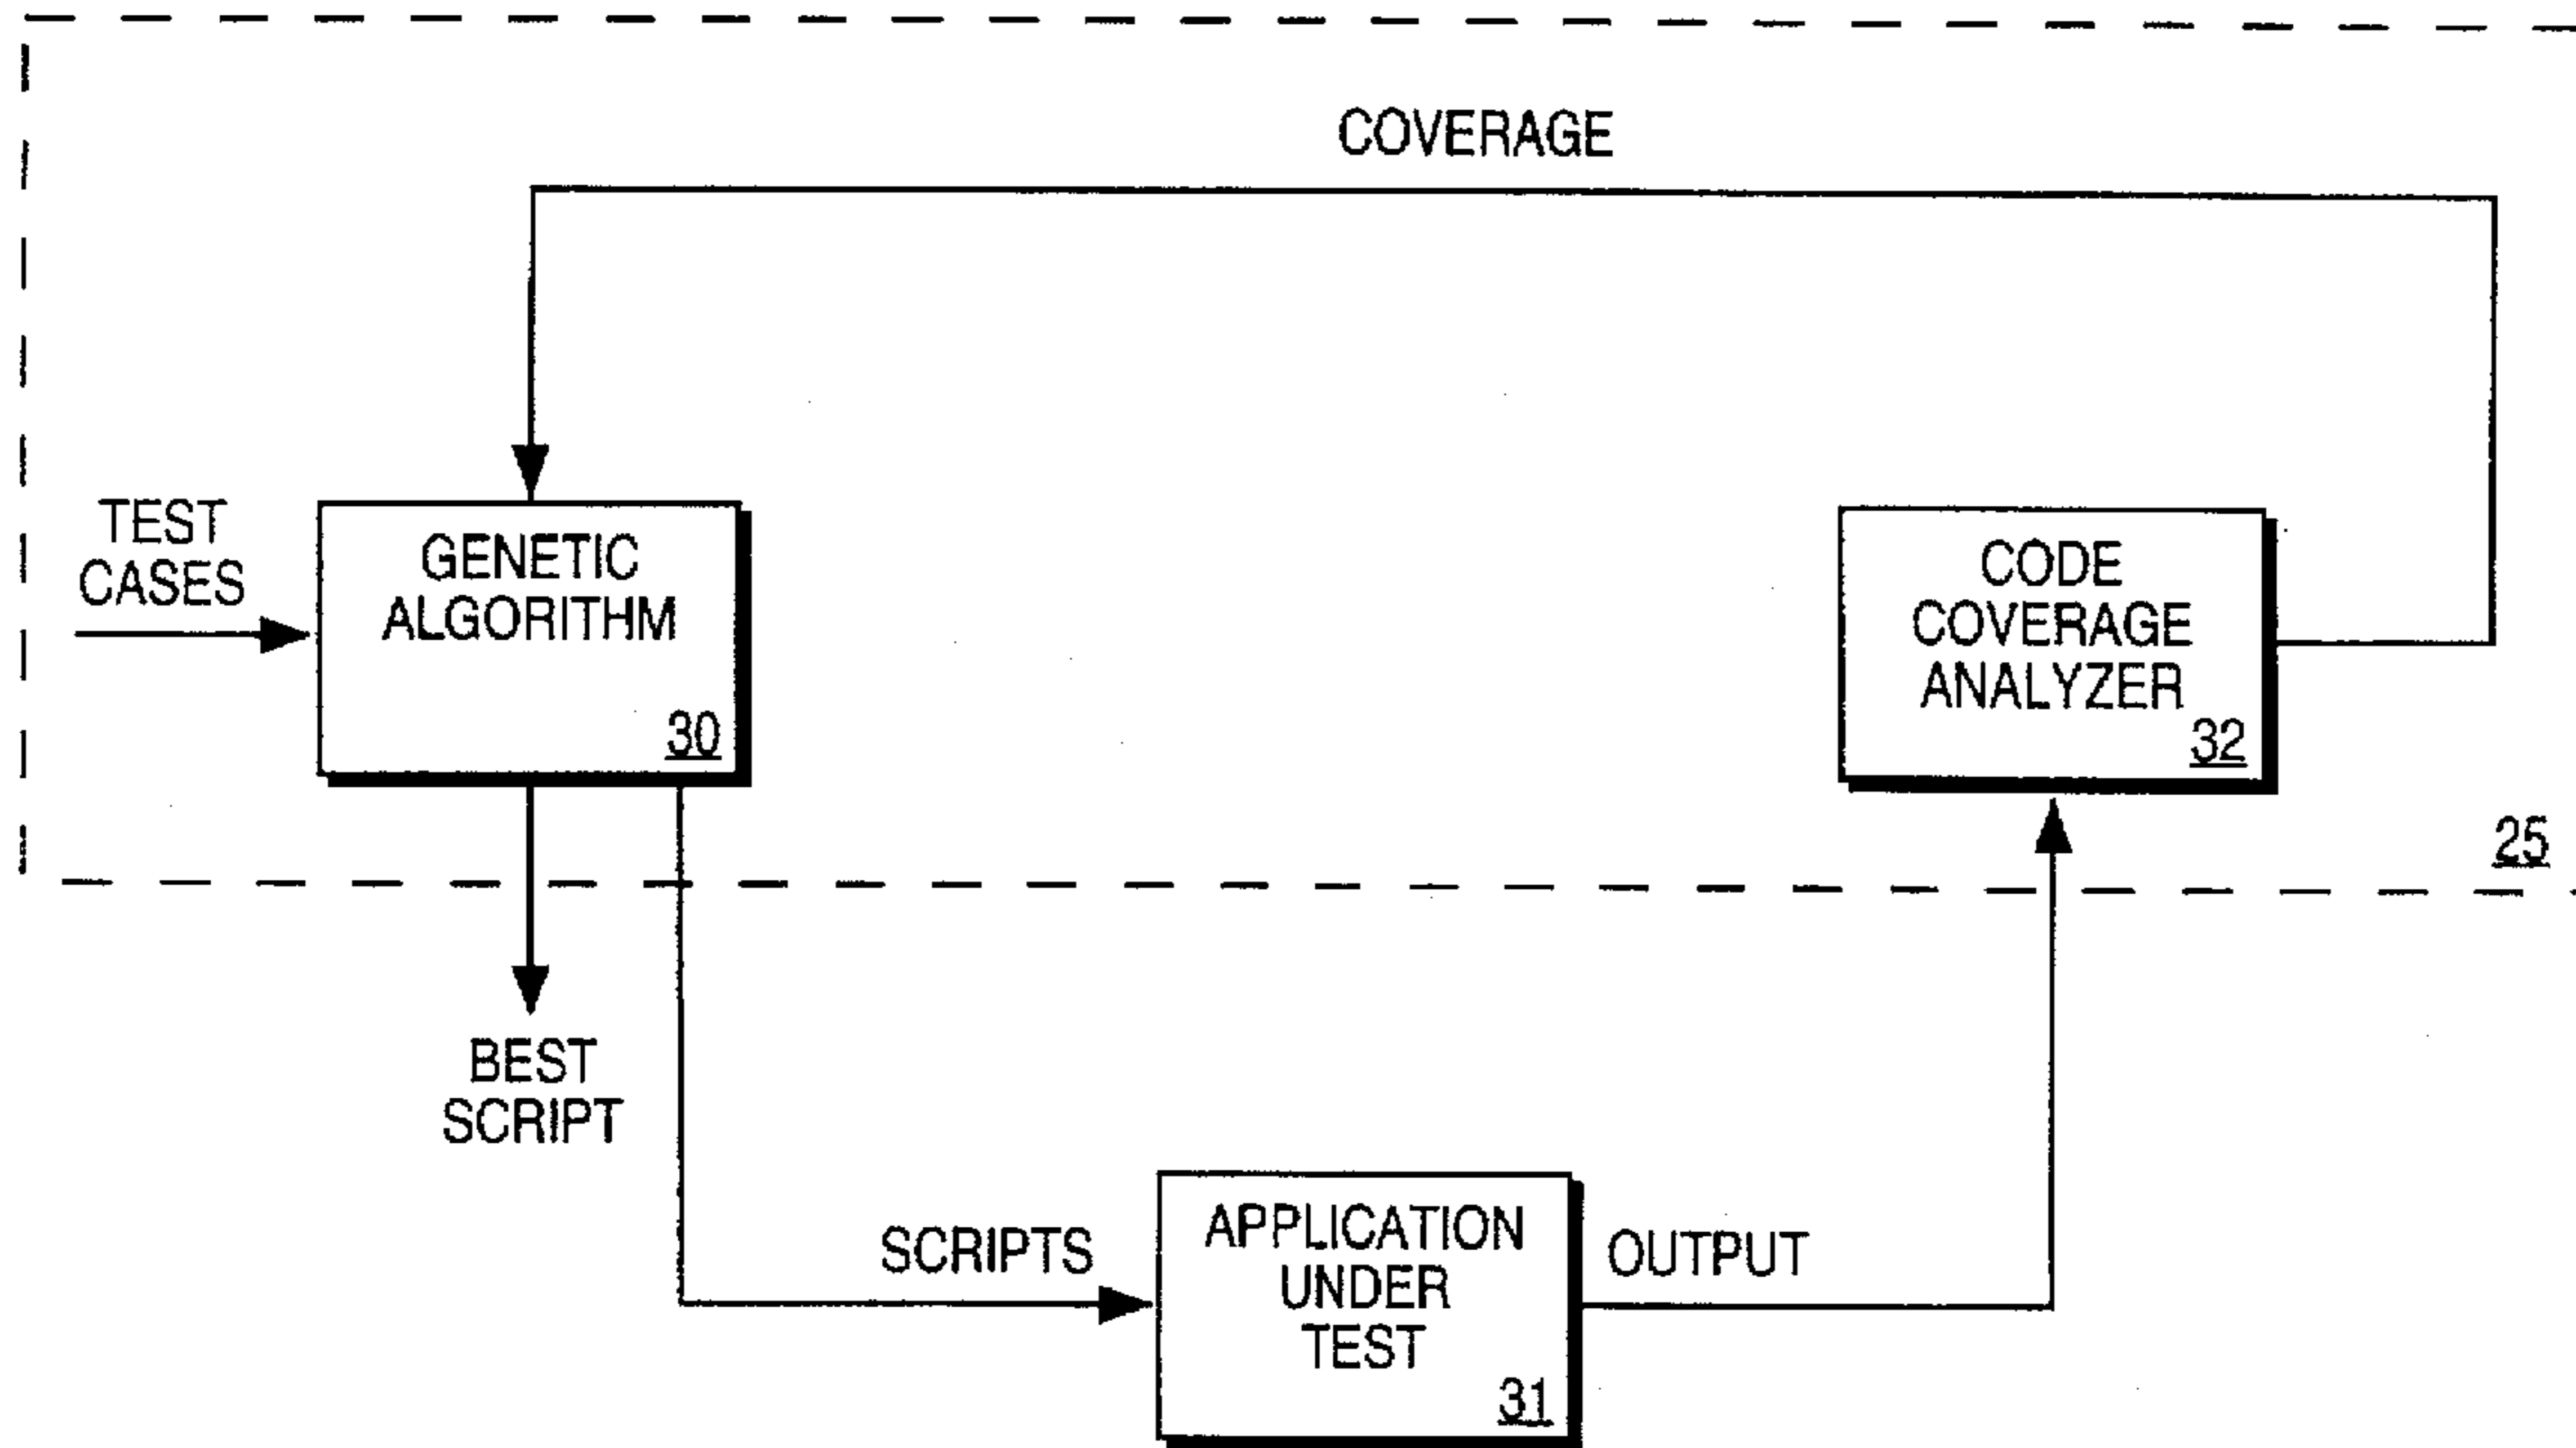 COVERAGE
TEST
CASES
GENETIC
ALGORITHM
30
CODE
COVERAGE
ANALYZER
32
25
BEST
SCRIPT
SCRIPTS
APPLICATION
UNDER
TEST
31
OUTPUT